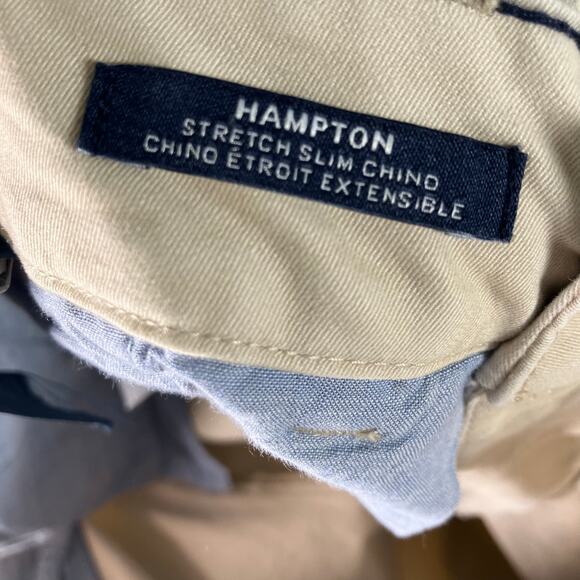 HAMPTON
STRETCH SLIM CHINO
CHINO ÉTROIT EXTENSIBLE